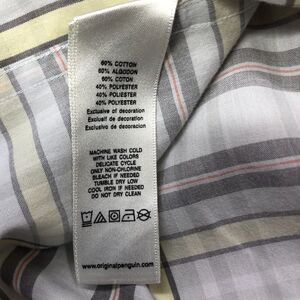 60% COTTON
60% ALGODON
60% COTON
40% POLYESTER
40% POLIESTER
40% POLYESTER
Exclusive of decoration
Exclusif de decoration
Exclusivo de decoracion
MACHINE WASH COLD
WITH LIKE COLORS
DELICATE CYCLE
ONLY NON-CHLORINE
BLEACH IF NEEDED
TUMBLE DRY LOW
COOL IRON IF NEEDED
DO NOT DRY CLEAN
www.originalpenguin.com